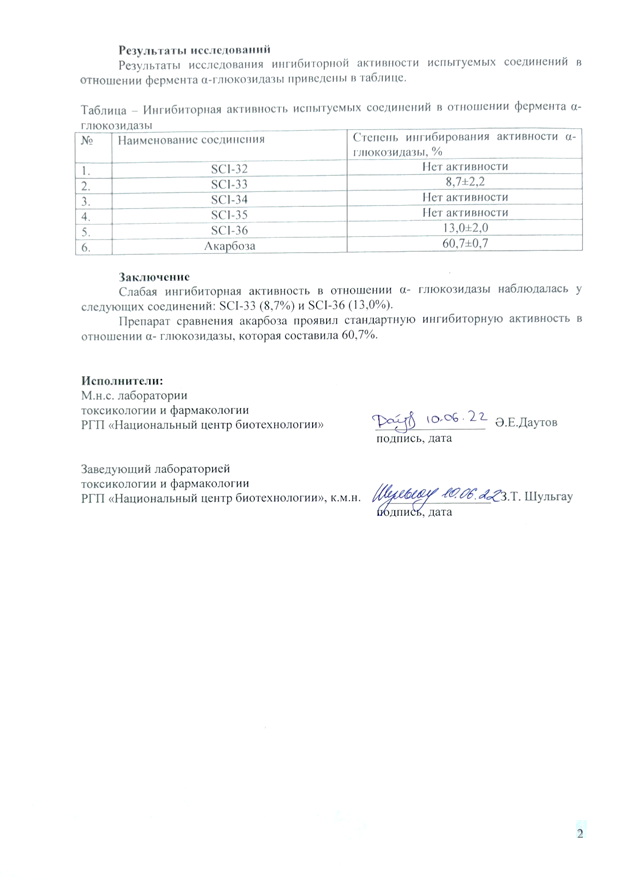 Результаты исследований
Результаты исследования ингибиторной активности испытуемых соединений в
отношении фермента α-глюкозидазы приведены в таблице.
Таблица – Ингибиторная активность испытуемых соединений в отношении фермента α-
глюкозидазы
№ Наименование соединения Степень ингибирования активности α-
глюкозидазы, %
1. SCI-32 Нет активности
2. SCI-33 8,7±2,2
3. SCI-34 Нет активности
4. SCI-35 Нет активности
5. SCI-36 13,0±2,0
6. Акарбоза 60,7±0,7
Заключение
Слабая ингибиторная активность в отношении α- глюкозидазы наблюдалась у
следующих соединений: SCI-33 (8,7%) и SCI-36 (13,0%).
Препарат сравнения акарбоза проявил стандартную ингибиторную активность в
отношении α- глюкозидазы, которая составила 60,7%.
Исполнители:
М.н.с. лаборатории
токсикологии и фармакологии
РГП «Национальный центр биотехнологии» 10.06.22 Ә.Е.Даутов
подпись, дата
Заведующий лабораторией
токсикологии и фармакологии
РГП «Национальный центр биотехнологии», к.м.н. Шульгау 10.06.22 З.Т. Шульгау
подпись, дата
2